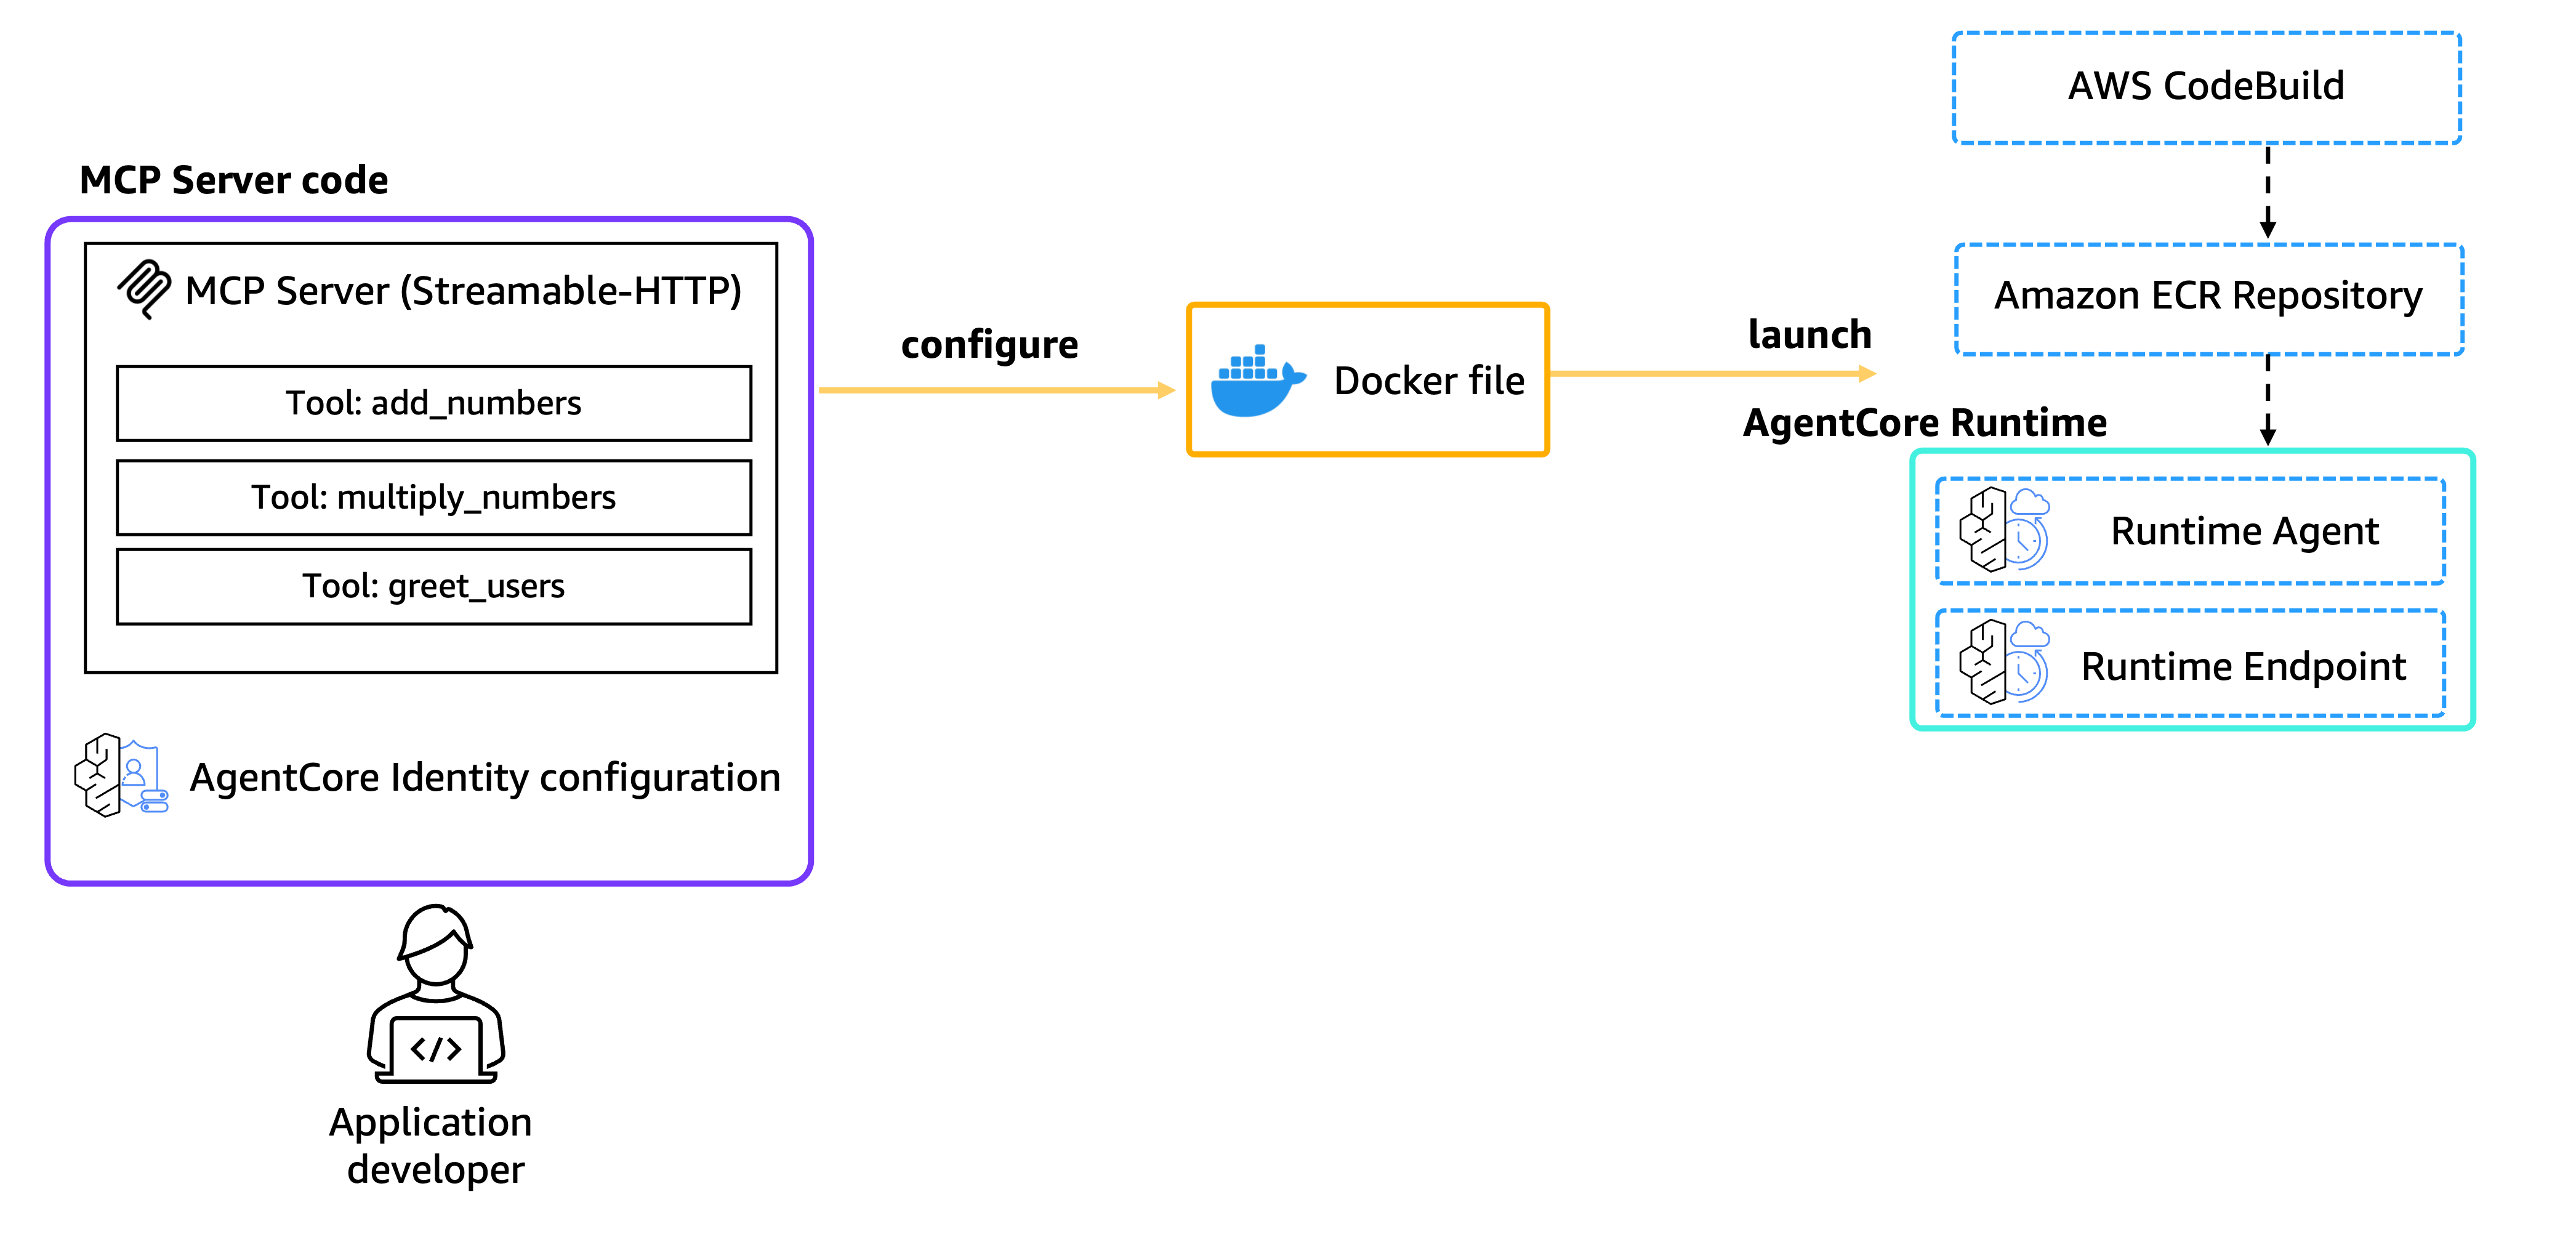 MCP Server code
MCP Server (Streamable-HTTP)
Tool: add_numbers
Tool: multiply_numbers
Tool: greet_users
AgentCore Identity configuration
Application
developer
configure
Docker file
launch
AWS CodeBuild
Amazon ECR Repository
AgentCore Runtime
Runtime Agent
Runtime Endpoint